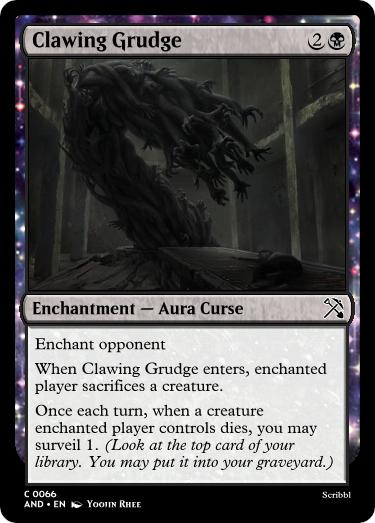 Clawing Grudge 2
Enchantment — Aura Curse
Enchant opponent
When Clawing Grudge enters, enchanted
player sacrifices a creature.
Once each turn, when a creature
enchanted player controls dies, you may
surveil 1. (Look at the top card of your
library. You may put it into your graveyard.)
C 0066
AND • EN Yoojin Rhee
Scribbl